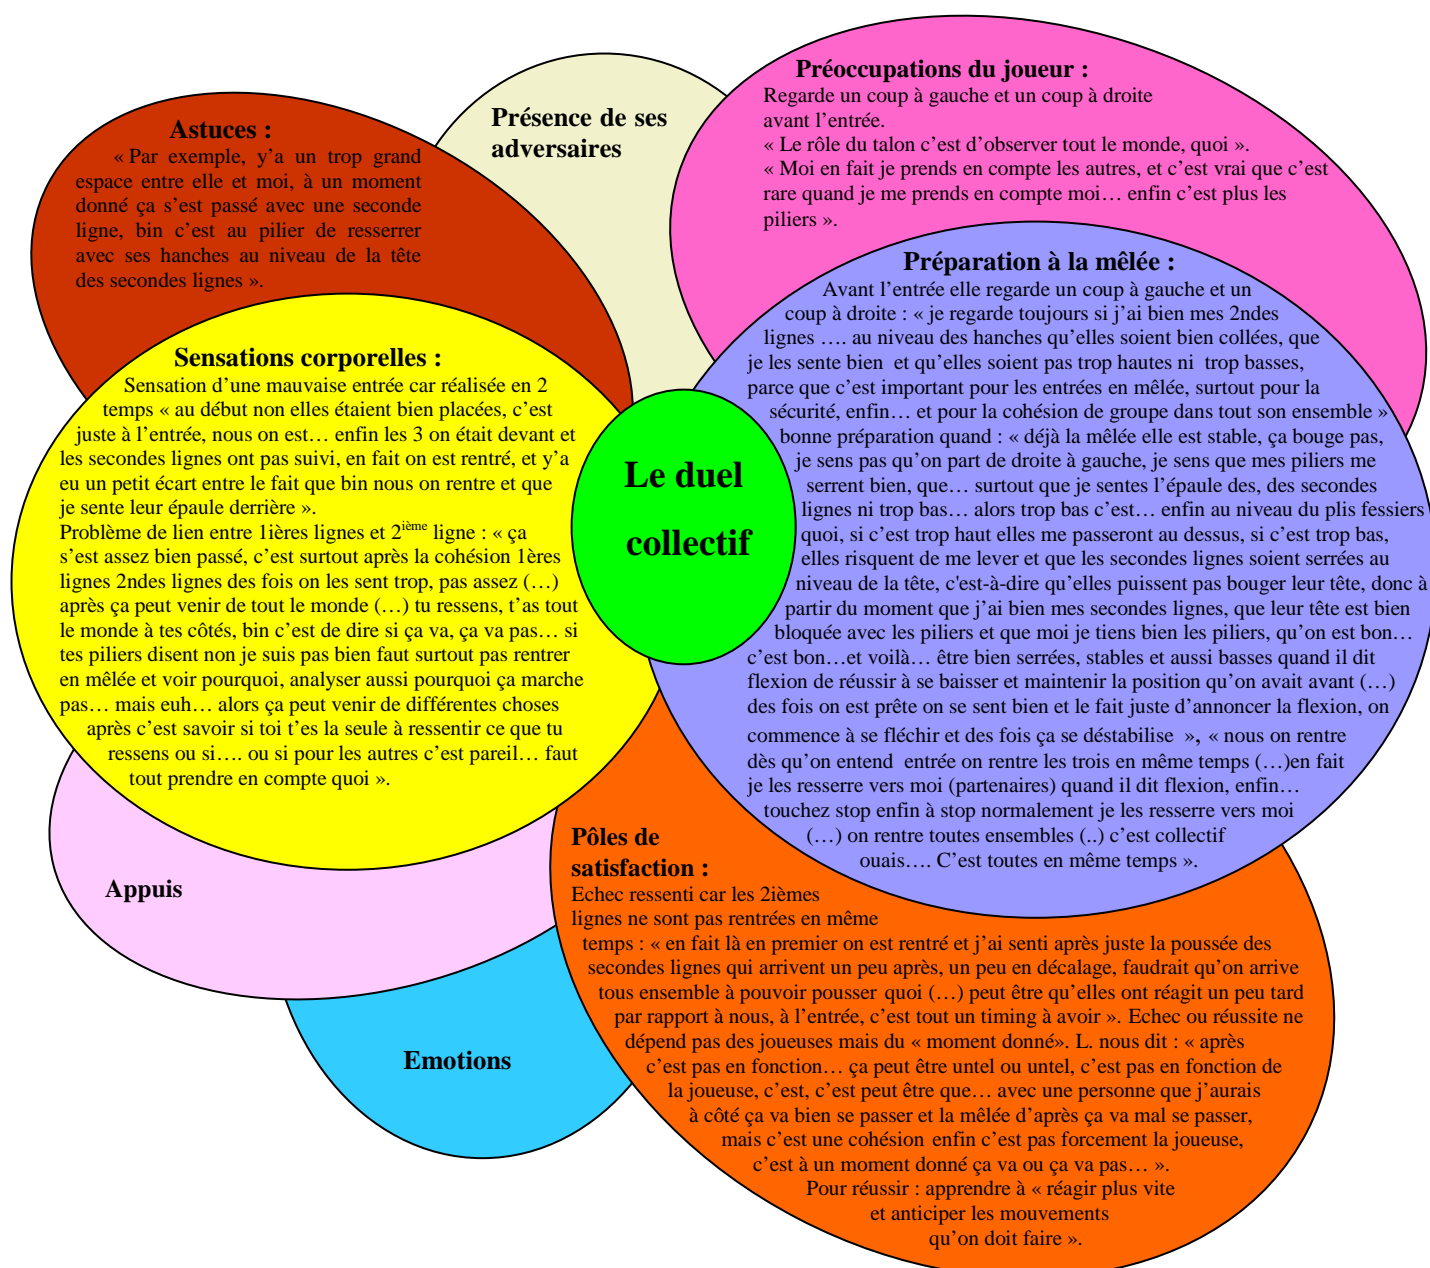 Préoccupations du joueur :
Regarde un coup à gauche et un coup à droite
avant l’entrée.
« Le rôle du talon c’est d’observer tout le monde, quoi ».
« Moi en fait je prends en compte les autres, et c’est vrai que c’est
rare quand je me prends en compte moi… enfin c’est plus les
piliers ».
Présence de ses
adversaires
Astuces :
« Par exemple, y’a un trop grand
espace entre elle et moi, à un moment
donné ça s’est passé avec une seconde
ligne, bin c’est au pilier de resserrer
avec ses hanches au niveau de la tête
des secondes lignes ».
Préparation à la mêlée :
Avant l’entrée elle regarde un coup à gauche et un
coup à droite : « je regarde toujours si j’ai bien mes 2ndes
lignes …. au niveau des hanches qu’elles soient bien collées, que
je les sente bien et qu’elles soient pas trop hautes ni trop basses,
parce que c’est important pour les entrées en mêlée, surtout pour la
sécurité, enfin… et pour la cohésion de groupe dans tout son ensemble »
bonne préparation quand : « déjà la mêlée elle est stable, ça bouge pas,
je sens pas qu’on part de droite à gauche, je sens que mes piliers me
serrent bien, que… surtout que je sentes l’épaule des, des secondes
lignes ni trop bas… alors trop bas c’est… enfin au niveau du plis fessiers
quoi, si c’est trop haut elles me passeront au dessus, si c’est trop bas,
elles risquent de me lever et que les secondes lignes soient serrées au
niveau de la tête, c'est-à-dire qu’elles puissent pas bouger leur tête, donc à
partir du moment que j’ai bien mes secondes lignes, que leur tête est bien
bloquée avec les piliers et que moi je tiens bien les piliers, qu’on est bon…
c’est bon…et voilà… être bien serrées, stables et aussi basses quand il dit
flexion de réussir à se baisser et maintenir la position qu’on avait avant (…)
des fois on est prête on se sent bien et le fait juste d’annoncer la flexion, on
commence à se fléchir et des fois ça se déstabilise », « nous on rentre
dès qu’on entend entrée on rentre les trois en même temps (…)en fait
je les resserre vers moi (partenaires) quand il dit flexion, enfin…
touchez stop enfin à stop normalement je les resserre vers moi
(…) on rentre toutes ensembles (..) c’est collectif
ouais…. C’est toutes en même temps ».
Sensations corporelles :
Sensation d’une mauvaise entrée car réalisée en 2
temps « au début non elles étaient bien placées, c’est
juste à l’entrée, nous on est… enfin les 3 on était devant et
les secondes lignes ont pas suivi, en fait on est rentré, et y’a
eu un petit écart entre le fait que bin nous on rentre et que
je sente leur épaule derrière ».
Problème de lien entre 1ières lignes et 2ième ligne : « ça
s’est assez bien passé, c’est surtout après la cohésion 1ères
lignes 2ndes lignes des fois on les sent trop, pas assez (…)
après ça peut venir de tout le monde (…) tu ressens, t’as tout
le monde à tes côtés, bin c’est de dire si ça va, ça va pas… si
tes piliers disent non je suis pas bien faut surtout pas rentrer
en mêlée et voir pourquoi, analyser aussi pourquoi ça marche
pas… mais euh… alors ça peut venir de différentes choses
après c’est savoir si toi t’es la seule à ressentir ce que tu
ressens ou si…. ou si pour les autres c’est pareil… faut
tout prendre en compte quoi ».
Le duel
collectif
Appuis
Emotions
Pôles de
satisfaction :
Echec ressenti car les 2ièmes
lignes ne sont pas rentrées en même
temps : « en fait là en premier on est rentré et j’ai senti après juste la poussée des
secondes lignes qui arrivent un peu après, un peu en décalage, faudrait qu’on arrive
tous ensemble à pouvoir pousser quoi (…) peut être qu’elles ont réagit un peu tard
par rapport à nous, à l’entrée, c’est tout un timing à avoir ». Echec ou réussite ne
dépend pas des joueuses mais du « moment donné». L. nous dit : « après
c’est pas en fonction… ça peut être untel ou untel, c’est pas en fonction de
la joueuse, c’est, c’est peut être que… avec une personne que j’aurais
à côté ça va bien se passer et la mêlée d’après ça va mal se passer,
mais c’est une cohésion enfin c’est pas forcement la joueuse,
c’est à un moment donné ça va ou ça va pas… ».
Pour réussir : apprendre à « réagir plus vite
et anticiper les mouvements
qu’on doit faire ».